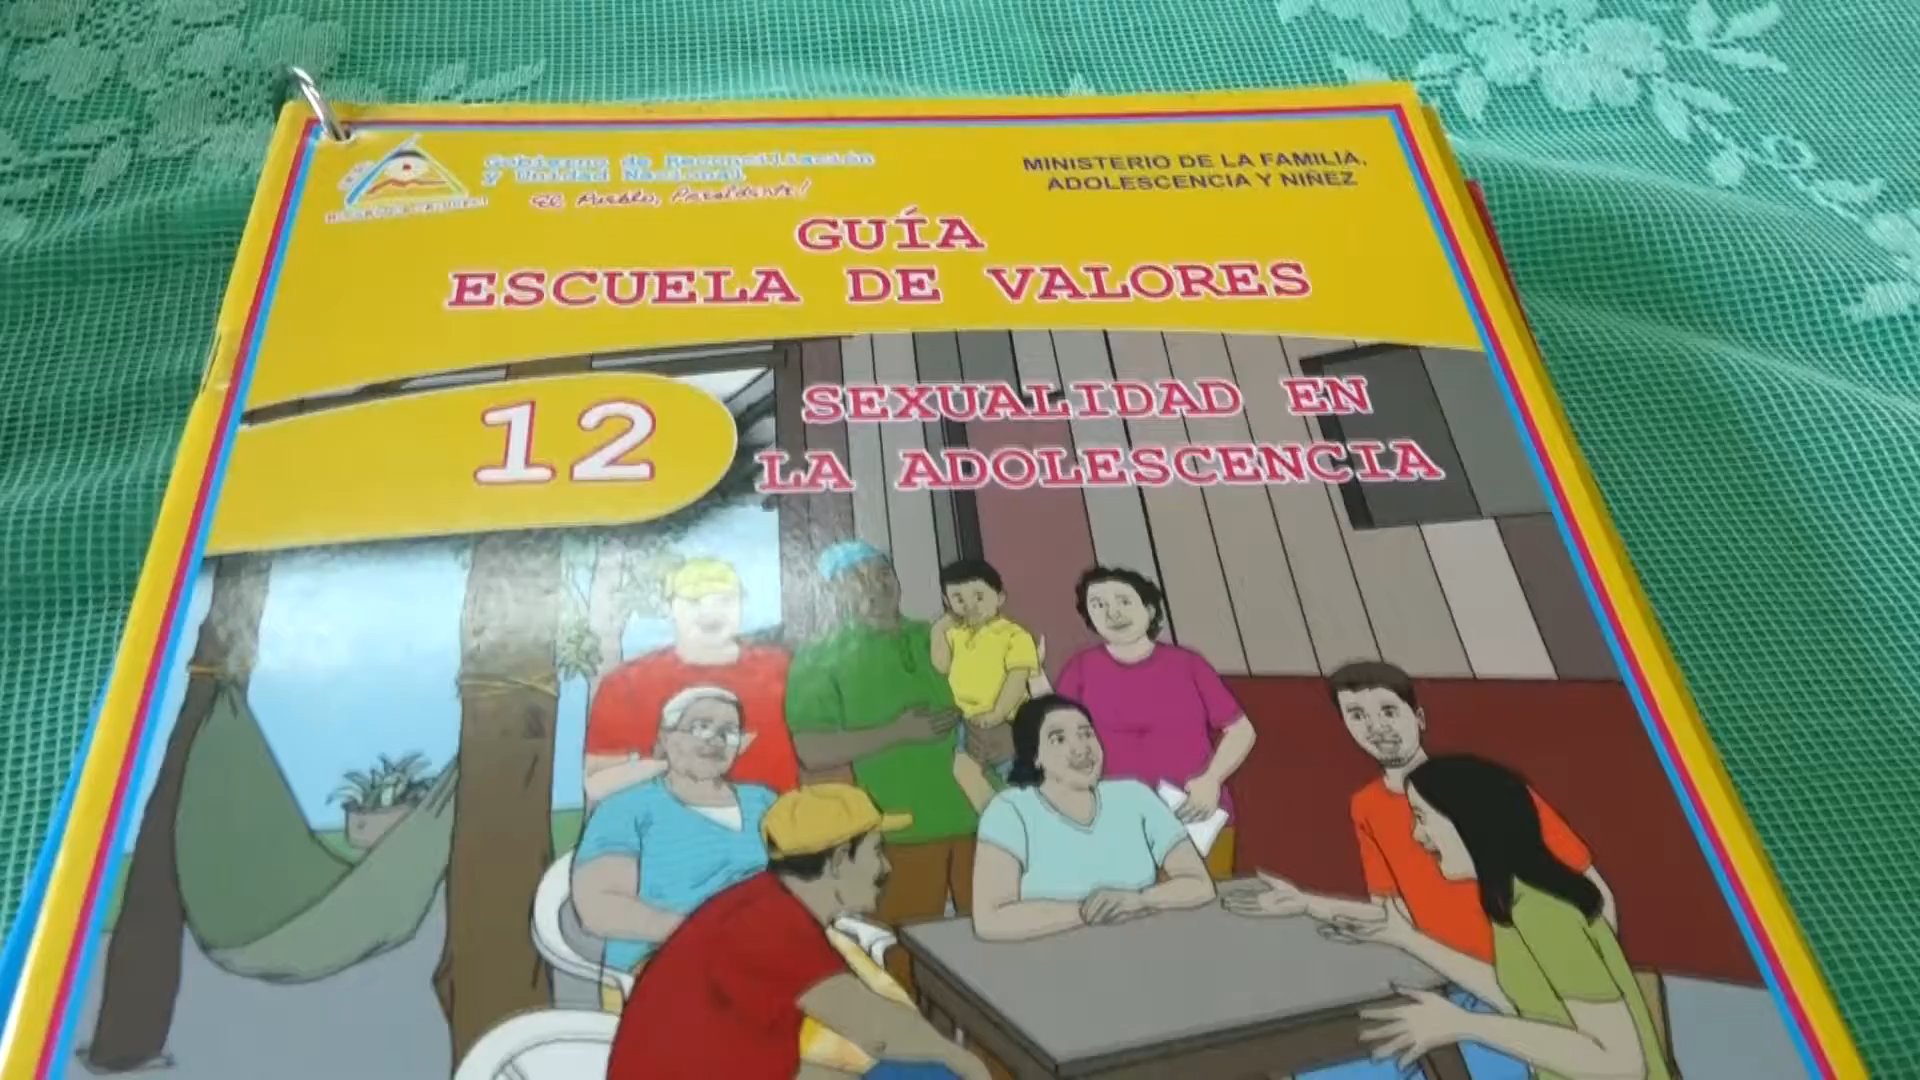 Gobierno de Reconciliación
y Unidad Nacional
El Pueblo, Presidente!
MINISTERIO DE LA FAMILIA,
ADOLESCENCIA Y NIÑEZ
GUÍA
ESCUELA DE VALORES
12
SEXUALIDAD EN
LA ADOLESCENCIA